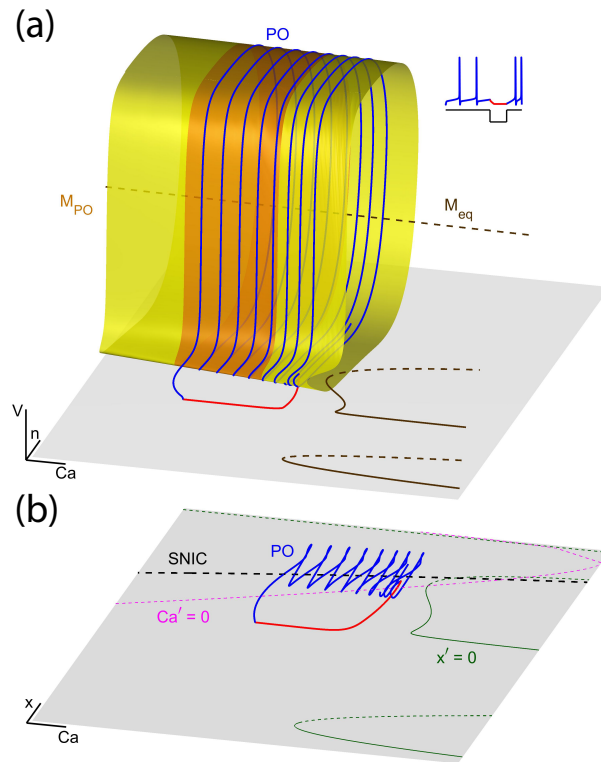 (a)
PO
M_PO
M_eq
V
n
Ca
(b)
SNIC
PO
Ca' = 0
x' = 0
x
Ca